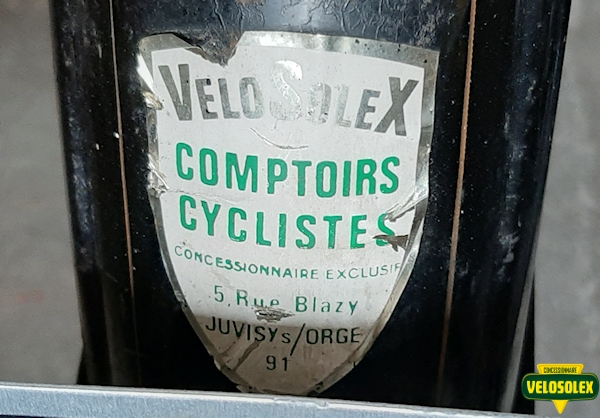 VELOSOLEX
COMPTOIRS
CYCLISTES
CONCESSIONNAIRE EXCLUSIF
5, Rue Blazy
JUVISY s/ORGE
91
CONCESSIONNAIRE
VELOSOLEX